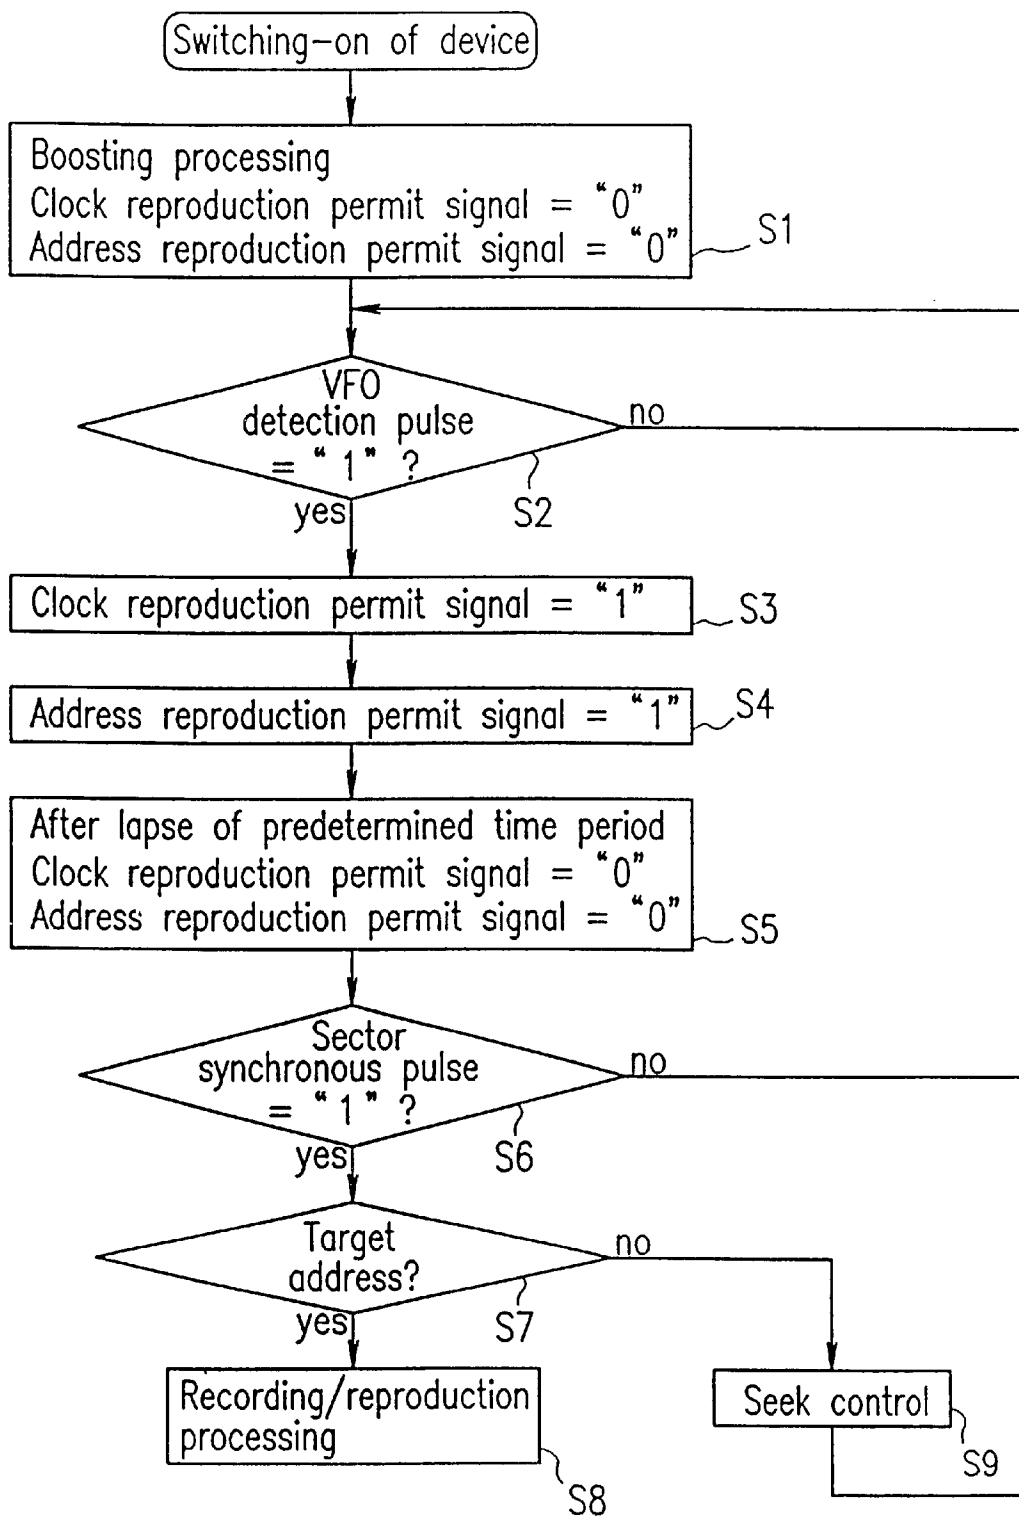 Switching-on of device
Boosting processing
Clock reproduction permit signal = “0”
Address reproduction permit signal = “0”
S1
VFO
detection pulse
= “1” ?
no
S2
yes
Clock reproduction permit signal = “1”
S3
Address reproduction permit signal = “1”
S4
After lapse of predetermined time period
Clock reproduction permit signal = “0”
Address reproduction permit signal = “0”
S5
Sector
synchronous pulse
= “1” ?
no
S6
yes
Target
address?
no
S7
yes
Recording/reproduction
processing
S8
Seek control
S9